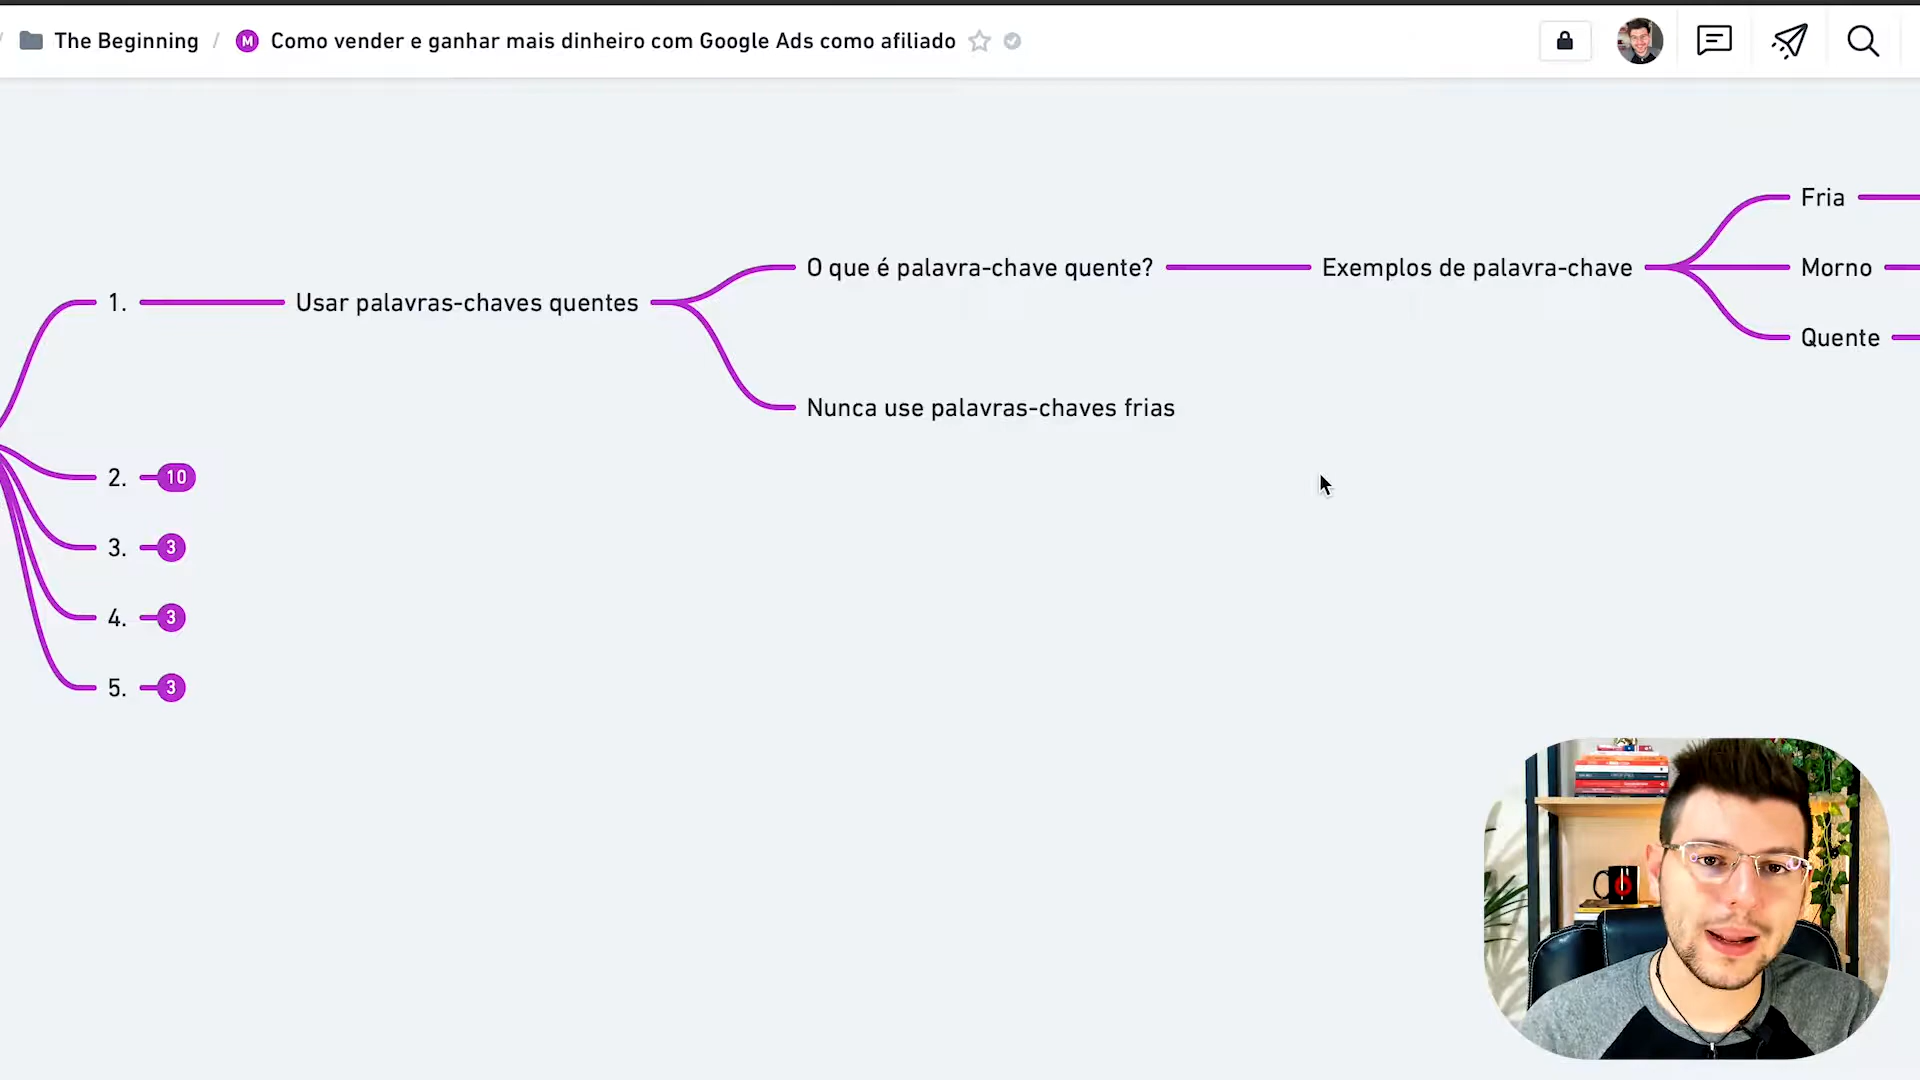 / The Beginning / M Como vender e ganhar mais dinheiro com Google Ads como afiliado
Fria
O que é palavra-chave quente?
Exemplos de palavra-chave
Morno
1.
Usar palavras-chaves quentes
Quente
Nunca use palavras-chaves frias
2. 10
3. 3
4. 3
5. 3